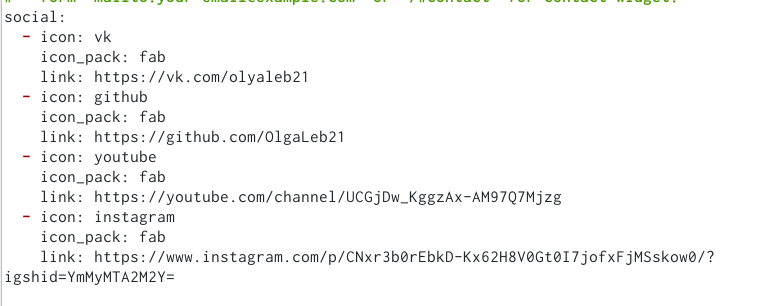 social:
- icon: vk
icon_pack: fab
link: https://vk.com/olyaleb21
- icon: github
icon_pack: fab
link: https://github.com/OlgaLeb21
- icon: youtube
icon_pack: fab
link: https://youtube.com/channel/UCGjDw_KggzAx-AM97Q7Mjzg
- icon: instagram
icon_pack: fab
link: https://www.instagram.com/p/CNxr3b0rEbkD-Kx62H8V0Gt0I7jofxFjMSskow0/?
igshid=YmMyMTA2M2Y=